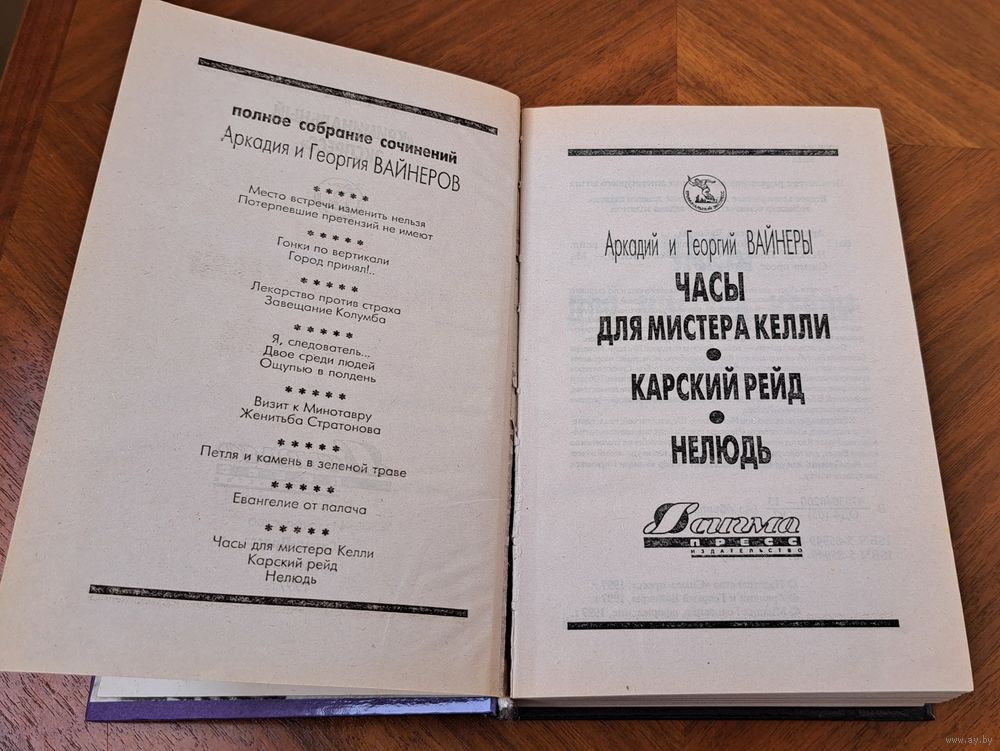 полное собрание сочинений
Аркадия и Георгия ВАЙНЕРОВ
* * * * *
Место встречи изменить нельзя
Потерпевшие претензий не имеют
* * * * *
Гонки по вертикали
Город принял!..
* * * * *
Лекарство против страха
Завещание Колумба
* * * * *
Я, следователь...
Двое среди людей
Ощупью в полдень
* * * * *
Визит к Минотавру
Женитьба Стратонова
* * * * *
Петля и камень в зеленой траве
* * * * *
Евангелие от палача
* * * * *
Часы для мистера Келли
Карский рейд
Нелюдь
Аркадий и Георгий ВАЙНЕРЫ
ЧАСЫ
ДЛЯ МИСТЕРА КЕЛЛИ
•
КАРСКИЙ РЕЙД
•
НЕЛЮДЬ
ПРЕСС
ИЗДАТЕЛЬСТВО
www.ay.by